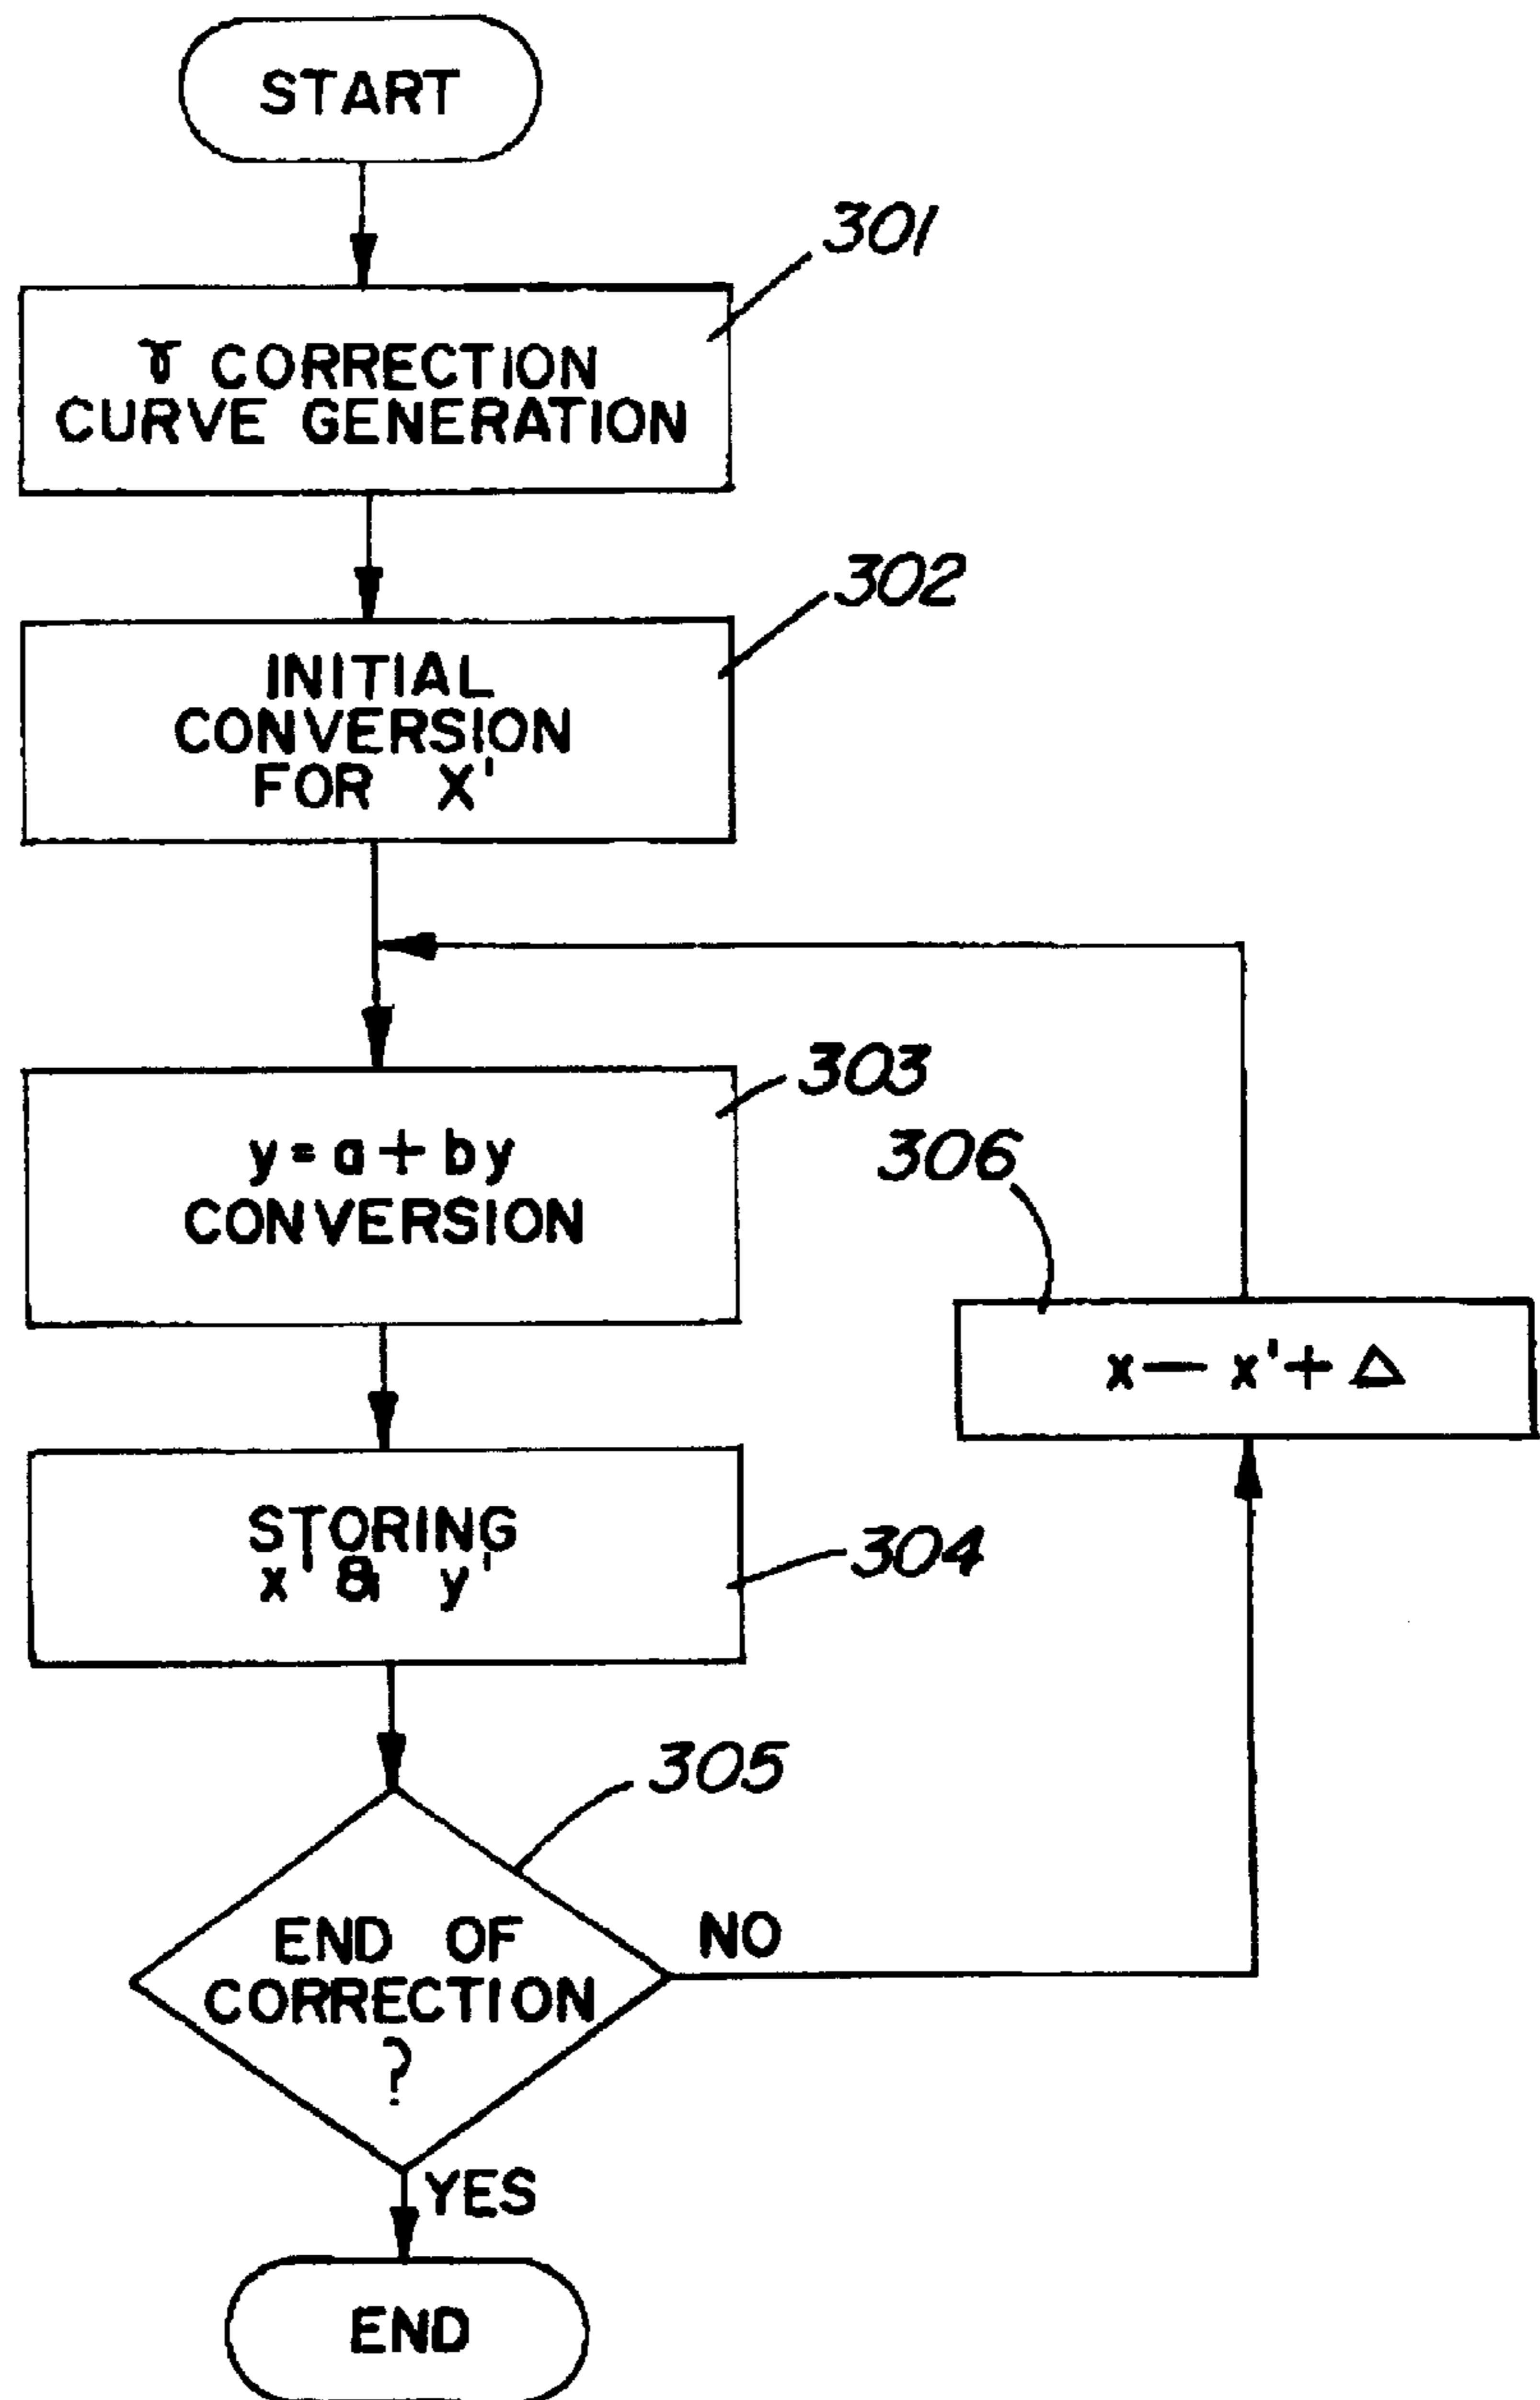 START
301
γ CORRECTION
CURVE GENERATION
302
INITIAL
CONVERSION
FOR X'
303
y = a + by
CONVERSION
306
x — x' + Δ
STORING
x' & y'
304
305
END OF
CORRECTION
?
NO
YES
END